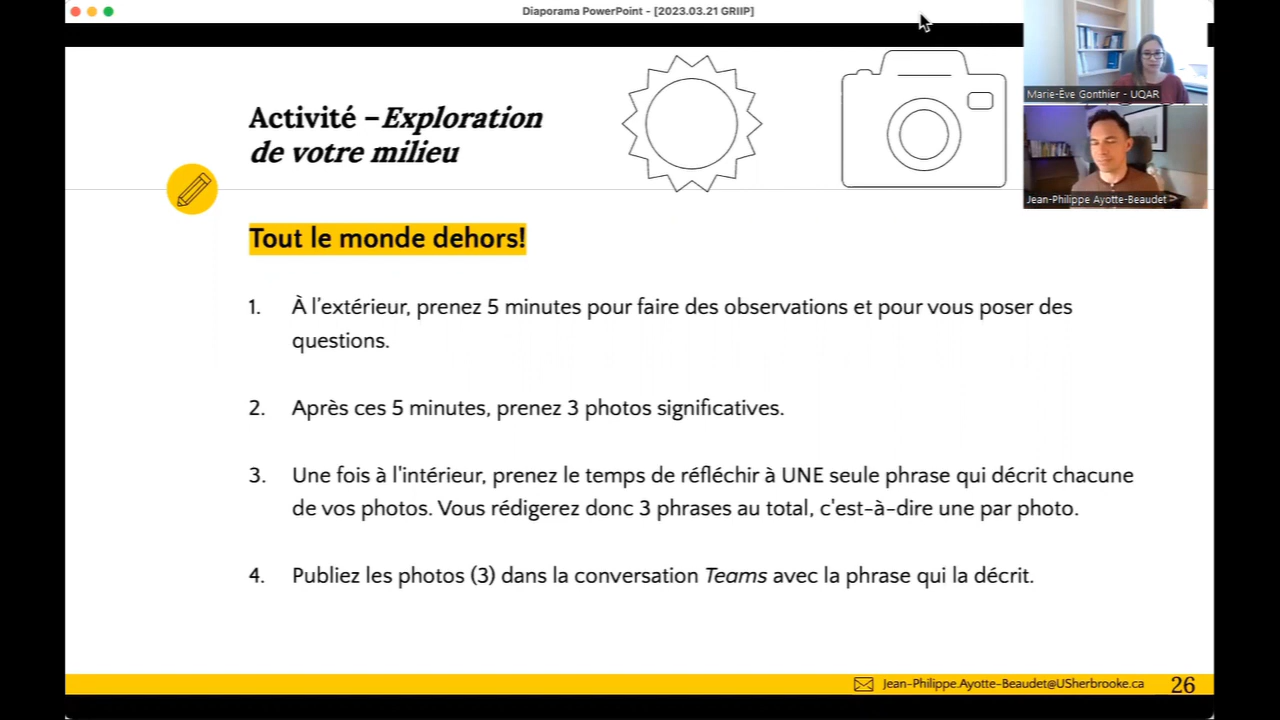 Diaporama PowerPoint - [2023.03.21 GRIIP]
Marie-Ève Gonthier - UQAR
Jean-Philippe Ayotte-Beaudet
Activité –Exploration
de votre milieu
Tout le monde dehors!
1. À l'extérieur, prenez 5 minutes pour faire des observations et pour vous poser des
questions.
2. Après ces 5 minutes, prenez 3 photos significatives.
3. Une fois à l'intérieur, prenez le temps de réfléchir à UNE seule phrase qui décrit chacune
de vos photos. Vous rédigerez donc 3 phrases au total, c'est-à-dire une par photo.
4. Publiez les photos (3) dans la conversation Teams avec la phrase qui la décrit.
Jean-Philippe.Ayotte-Beaudet@USherbrooke.ca
26